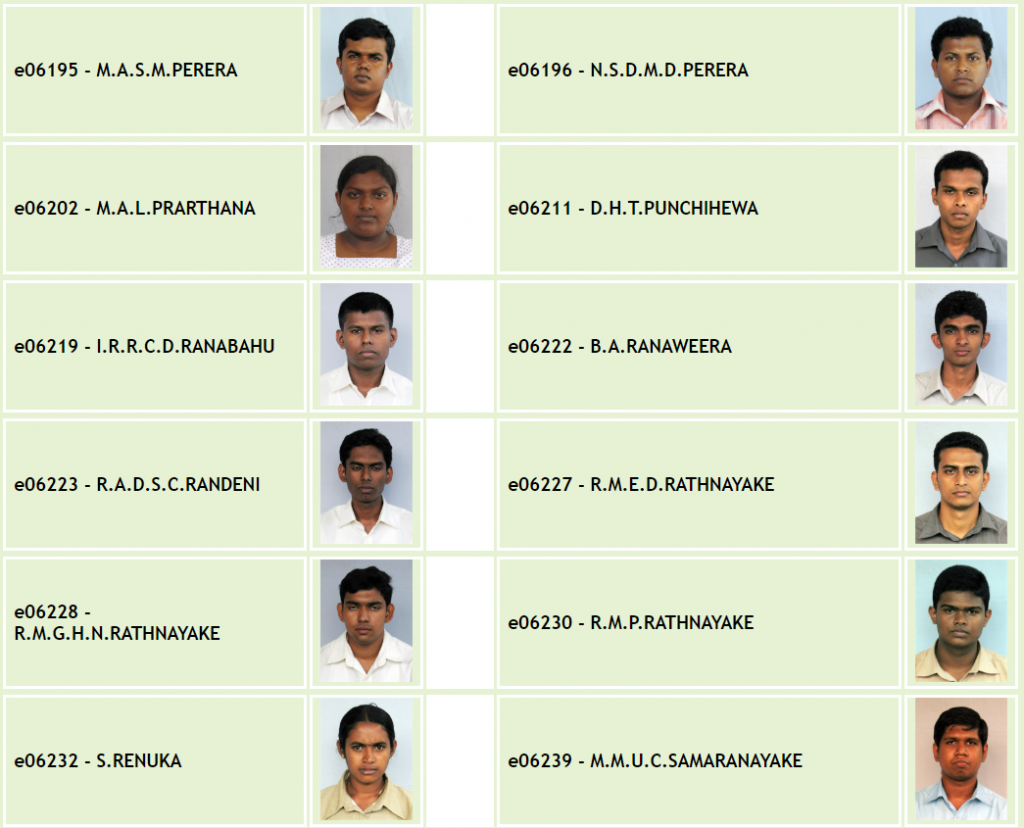 e06195 - M.A.S.M.PERERA
e06196 - N.S.D.M.D.PERERA
e06202 - M.A.L.PRARTHANA
e06211 - D.H.T.PUNCHIHEWA
e06219 - I.R.R.C.D.RANABAHU
e06222 - B.A.RANAWEERA
e06223 - R.A.D.S.C.RANDENI
e06227 - R.M.E.D.RATHNAYAKE
e06228 -
R.M.G.H.N.RATHNAYAKE
e06230 - R.M.P.RATHNAYAKE
e06232 - S.RENUKA
e06239 - M.M.U.C.SAMARANAYAKE